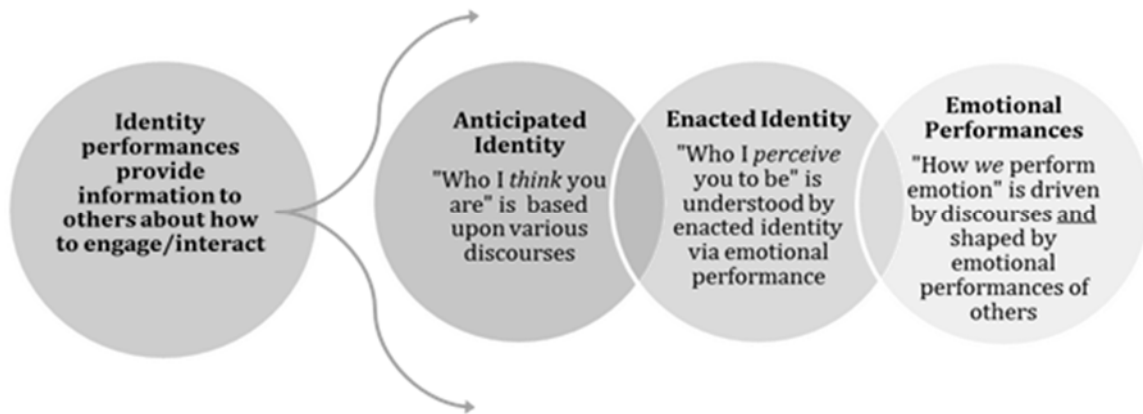 Identity
performances
provide
information to
others about how
to engage/interact
Anticipated
Identity
"Who I think you
are" is based
upon various
discourses
Enacted Identity
"Who I perceive
you to be" is
understood by
enacted identity
via emotional
performance
Emotional
Performances
"How we perform
emotion" is driven
by discourses and
shaped by
emotional
performances of
others